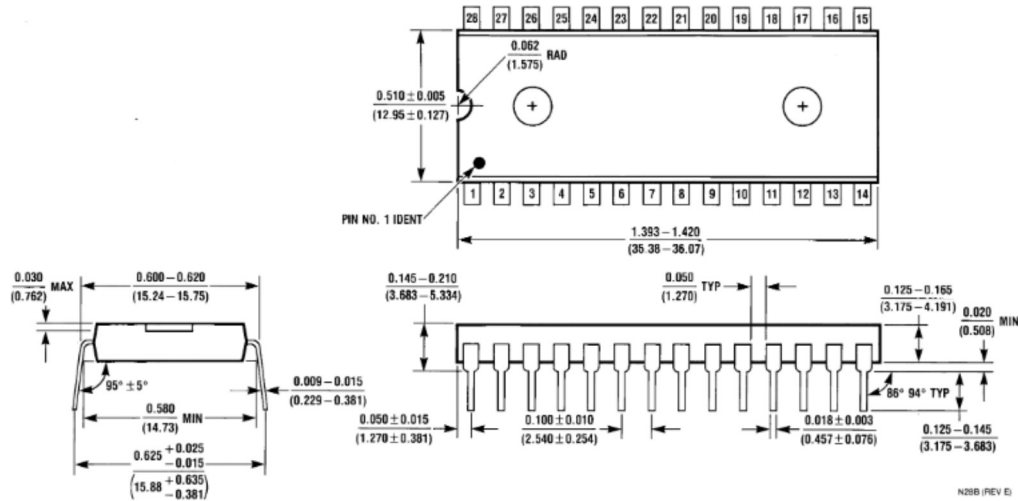 28 27 26 25 24 23 22 21 20 19 18 17 16 15
0.062
(1.575) RAD
0.510 ± 0.005
(12.95 ± 0.127)
1 2 3 4 5 6 7 8 9 10 11 12 13 14
PIN NO. 1 IDENT
1.393 – 1.420
(35.38 – 36.07)
0.030
(0.762) MAX
0.600 – 0.620
(15.24 – 15.75)
95° ± 5°
0.580
(14.73) MIN
0.009 – 0.015
(0.229 – 0.381)
0.625 +0.025
−0.015
(15.88 +0.635
−0.381)
0.145 – 0.210
(3.683 – 5.334)
0.050
(1.270) TYP
0.125 – 0.165
(3.175 – 4.191)
0.020
(0.508) MIN
86° 94° TYP
0.050 ± 0.015
(1.270 ± 0.381)
0.100 ± 0.010
(2.540 ± 0.254)
0.018 ± 0.003
(0.457 ± 0.076)
0.125 – 0.145
(3.175 – 3.683)
N28B (REV E)